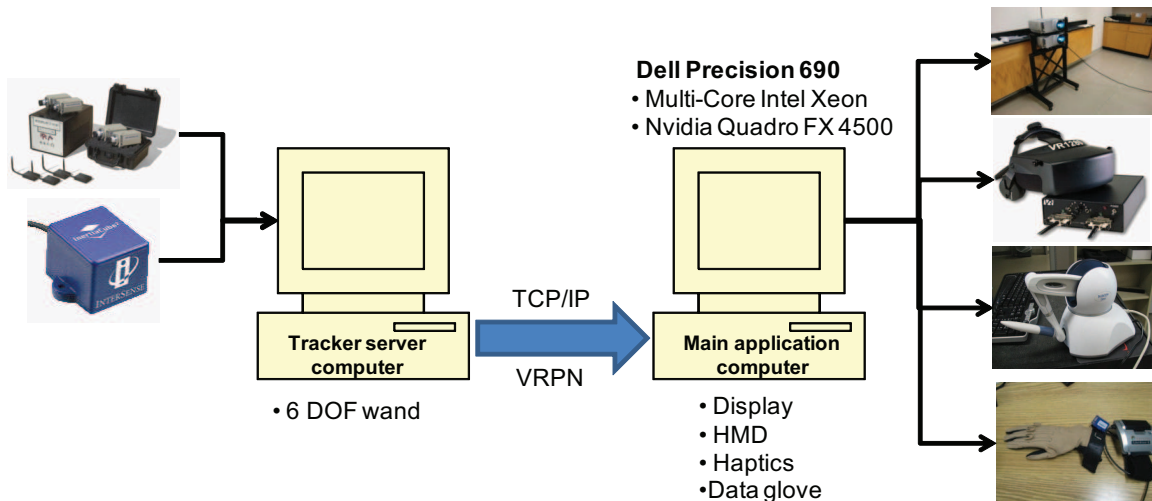 Dell Precision 690
• Multi-Core Intel Xeon
• Nvidia Quadro FX 4500
VR1280
INTERSENSE
TCP/IP
VRPN
Tracker server
computer
Main application
computer
• 6 DOF wand
• Display
• HMD
• Haptics
•Data glove